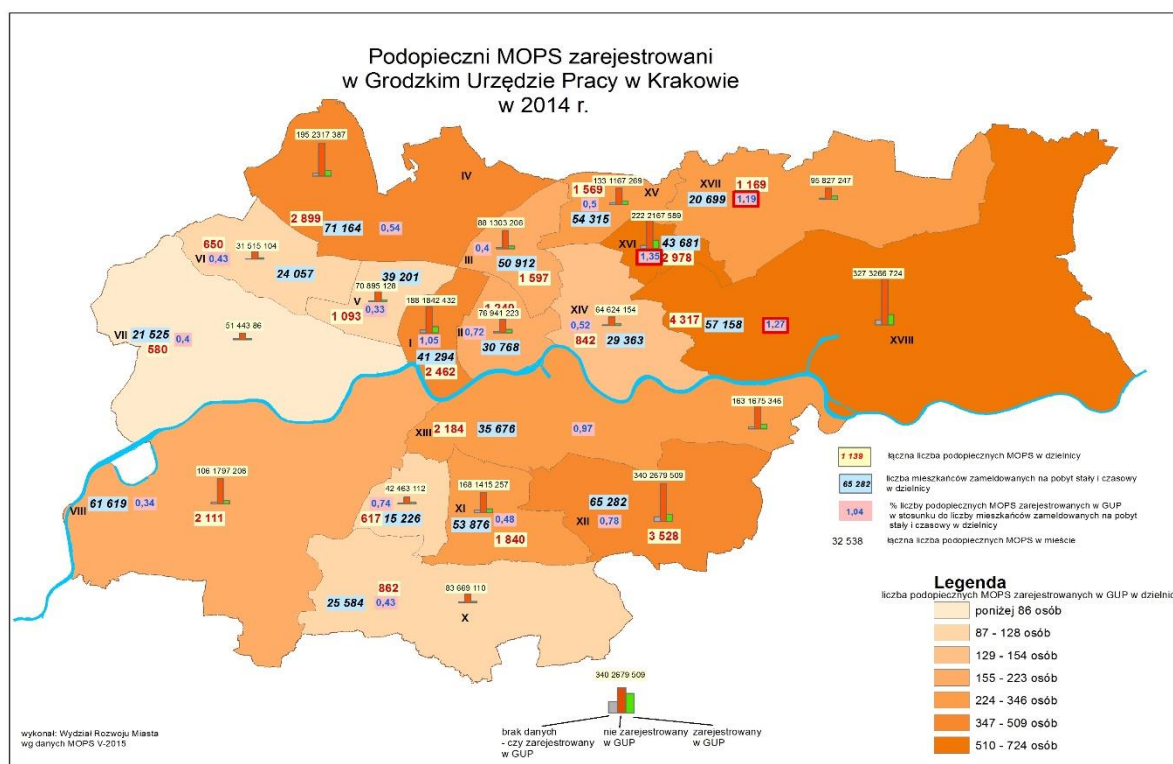 Podopieczni MOPS zarejestrowani
w Grodzkim Urzędzie Pracy w Krakowie
w 2014 r.
195 2317 387
IV
2 899
71 164
0,54
133 1167 269
1 569
XV
0,5
54 315
XVII
1 169
20 699
1,19
95 827 247
222 2167 589
XVI
43 681
1,35
2 978
88 1303 206
0,4
III
50 912
1 597
650
VI
0,43
31 515 104
24 057
39 201
70 895 128
V
0,33
1 093
188 1842 432
I
1,05
41 294
2 462
1 240
76 941 223
II
0,72
30 768
XIV
64 624 154
0,52
842
29 363
327 3266 724
4 317
57 158
1,27
XVIII
51 443 86
VII
21 525
0,4
580
163 1675 346
XIII
2 184
35 676
0,97
106 1797 208
VIII
61 619
0,34
2 111
42 463 112
0,74
617
15 226
168 1415 257
XI
0,48
53 876
1 840
340 2679 509
65 282
XII
0,78
3 528
862
25 584
0,43
83 669 110
X
1 139
łączna liczba podopiecznych MOPS w dzielnicy
65 282
liczba mieszkańców zameldowanych na pobyt stały i czasowy
w dzielnicy
1,04
% liczby podopiecznych MOPS zarejestrowanych w GUP
w stosunku do liczby mieszkańców zameldowanych na pobyt
stały i czasowy w dzielnicy
32 538
łączna liczba podopiecznych MOPS w mieście
Legenda
liczba podopiecznych MOPS zarejestrowanych w GUP w dzielnic
poniżej 86 osób
87 - 128 osób
129 - 154 osób
155 - 223 osób
224 - 346 osób
347 - 509 osób
510 - 724 osób
340 2679 509
brak danych
- czy zarejestrowany
w GUP
nie zarejestrowany
w GUP
zarejestrowany
w GUP
wykonał: Wydział Rozwoju Miasta
wg danych MOPS V-2015